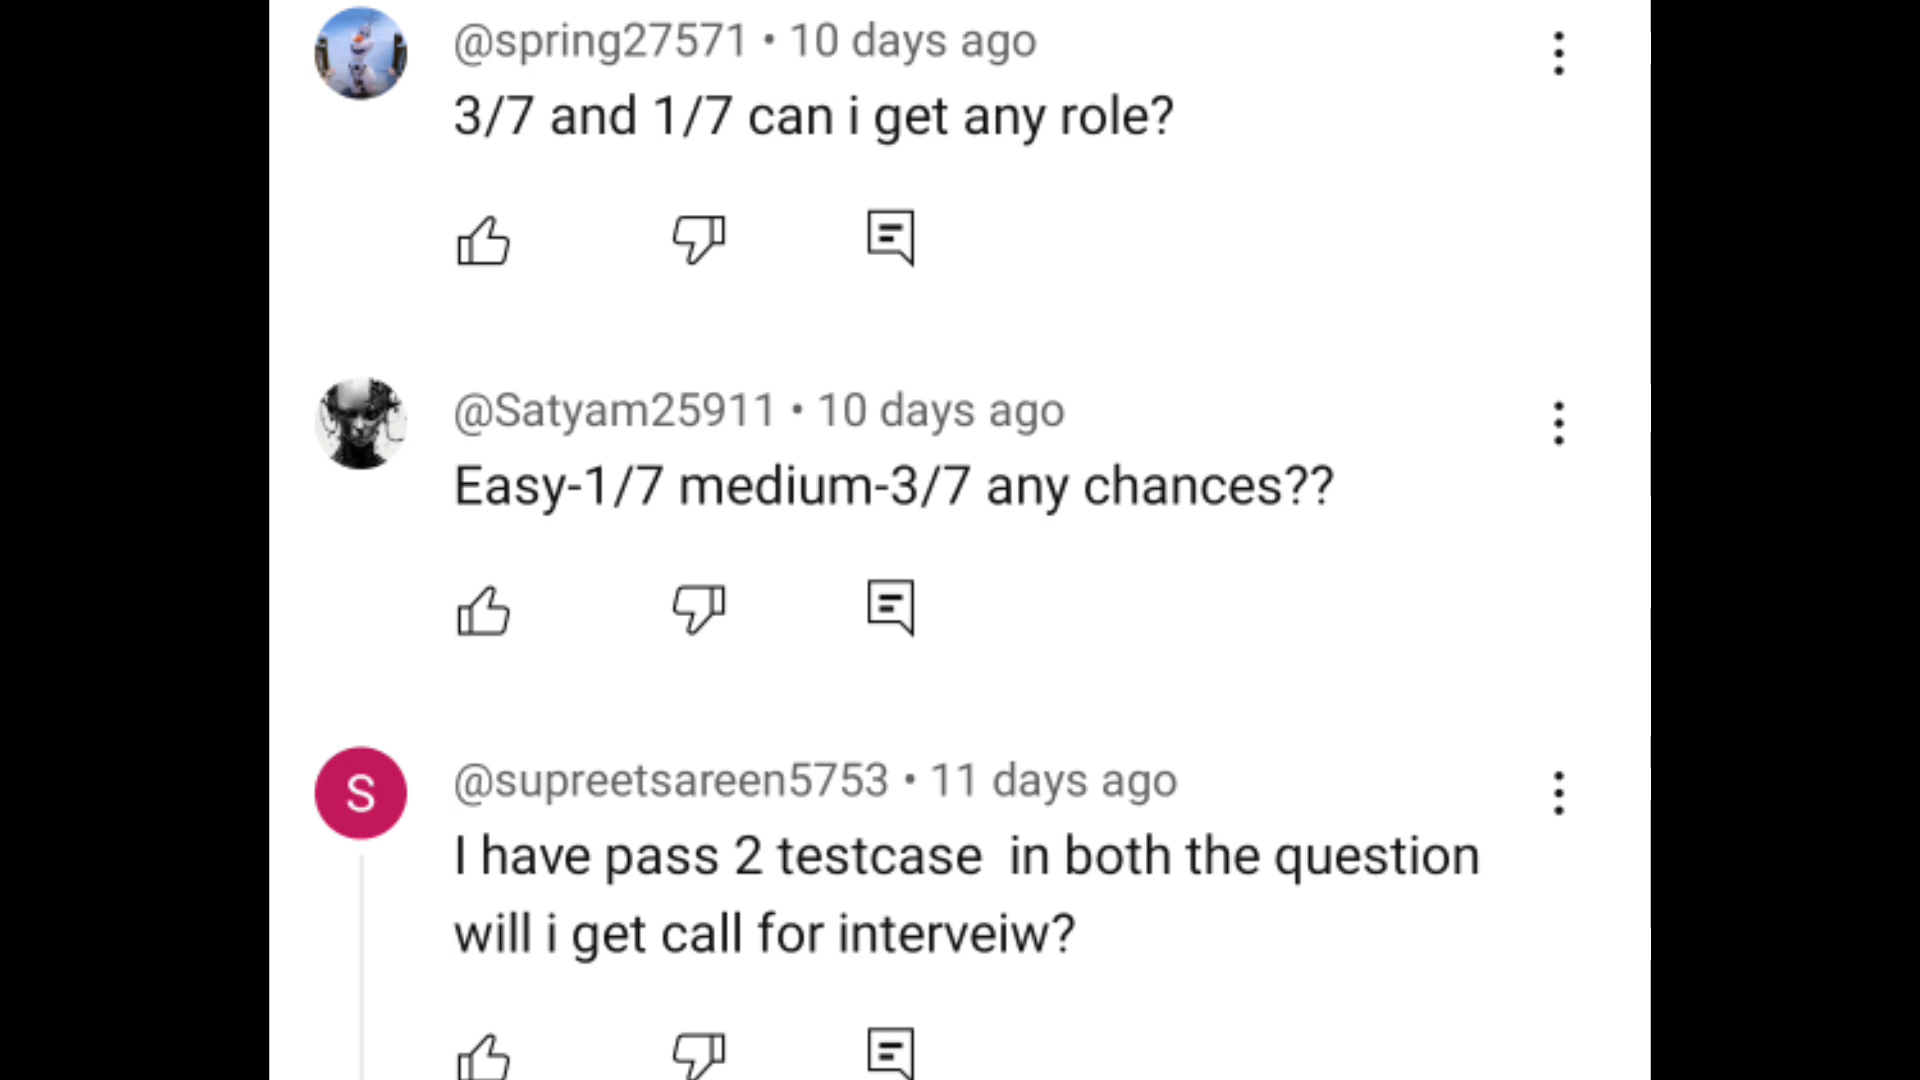 @spring27571 • 10 days ago
3/7 and 1/7 can i get any role?
@Satyam25911 • 10 days ago
Easy-1/7 medium-3/7 any chances??
S
@supreetsareen5753 • 11 days ago
I have pass 2 testcase  in both the question
will i get call for interveiw?